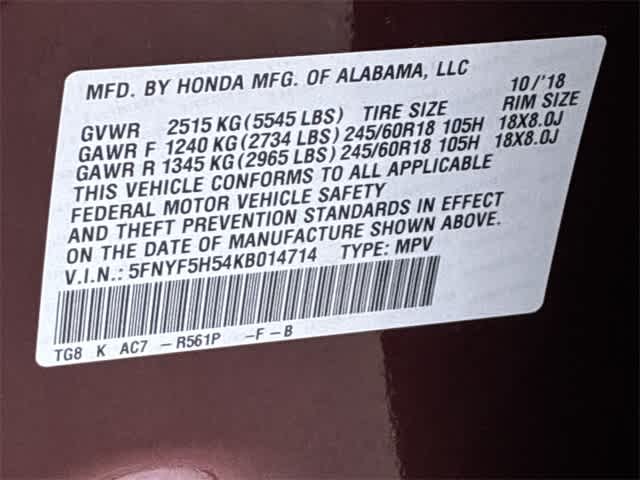 MFD. BY HONDA MFG. OF ALABAMA, LLC 10/'18
GVWR 2515 KG (5545 LBS) TIRE SIZE RIM SIZE
GAWR F 1240 KG (2734 LBS) 245/60R18 105H 18X8.0J
GAWR R 1345 KG (2965 LBS) 245/60R18 105H 18X8.0J
THIS VEHICLE CONFORMS TO ALL APPLICABLE
FEDERAL MOTOR VEHICLE SAFETY
AND THEFT PREVENTION STANDARDS IN EFFECT
ON THE DATE OF MANUFACTURE SHOWN ABOVE.
V.I.N.: 5FNYF5H54KB014714 TYPE: MPV
TG8 K AC7 -R561P -F-B